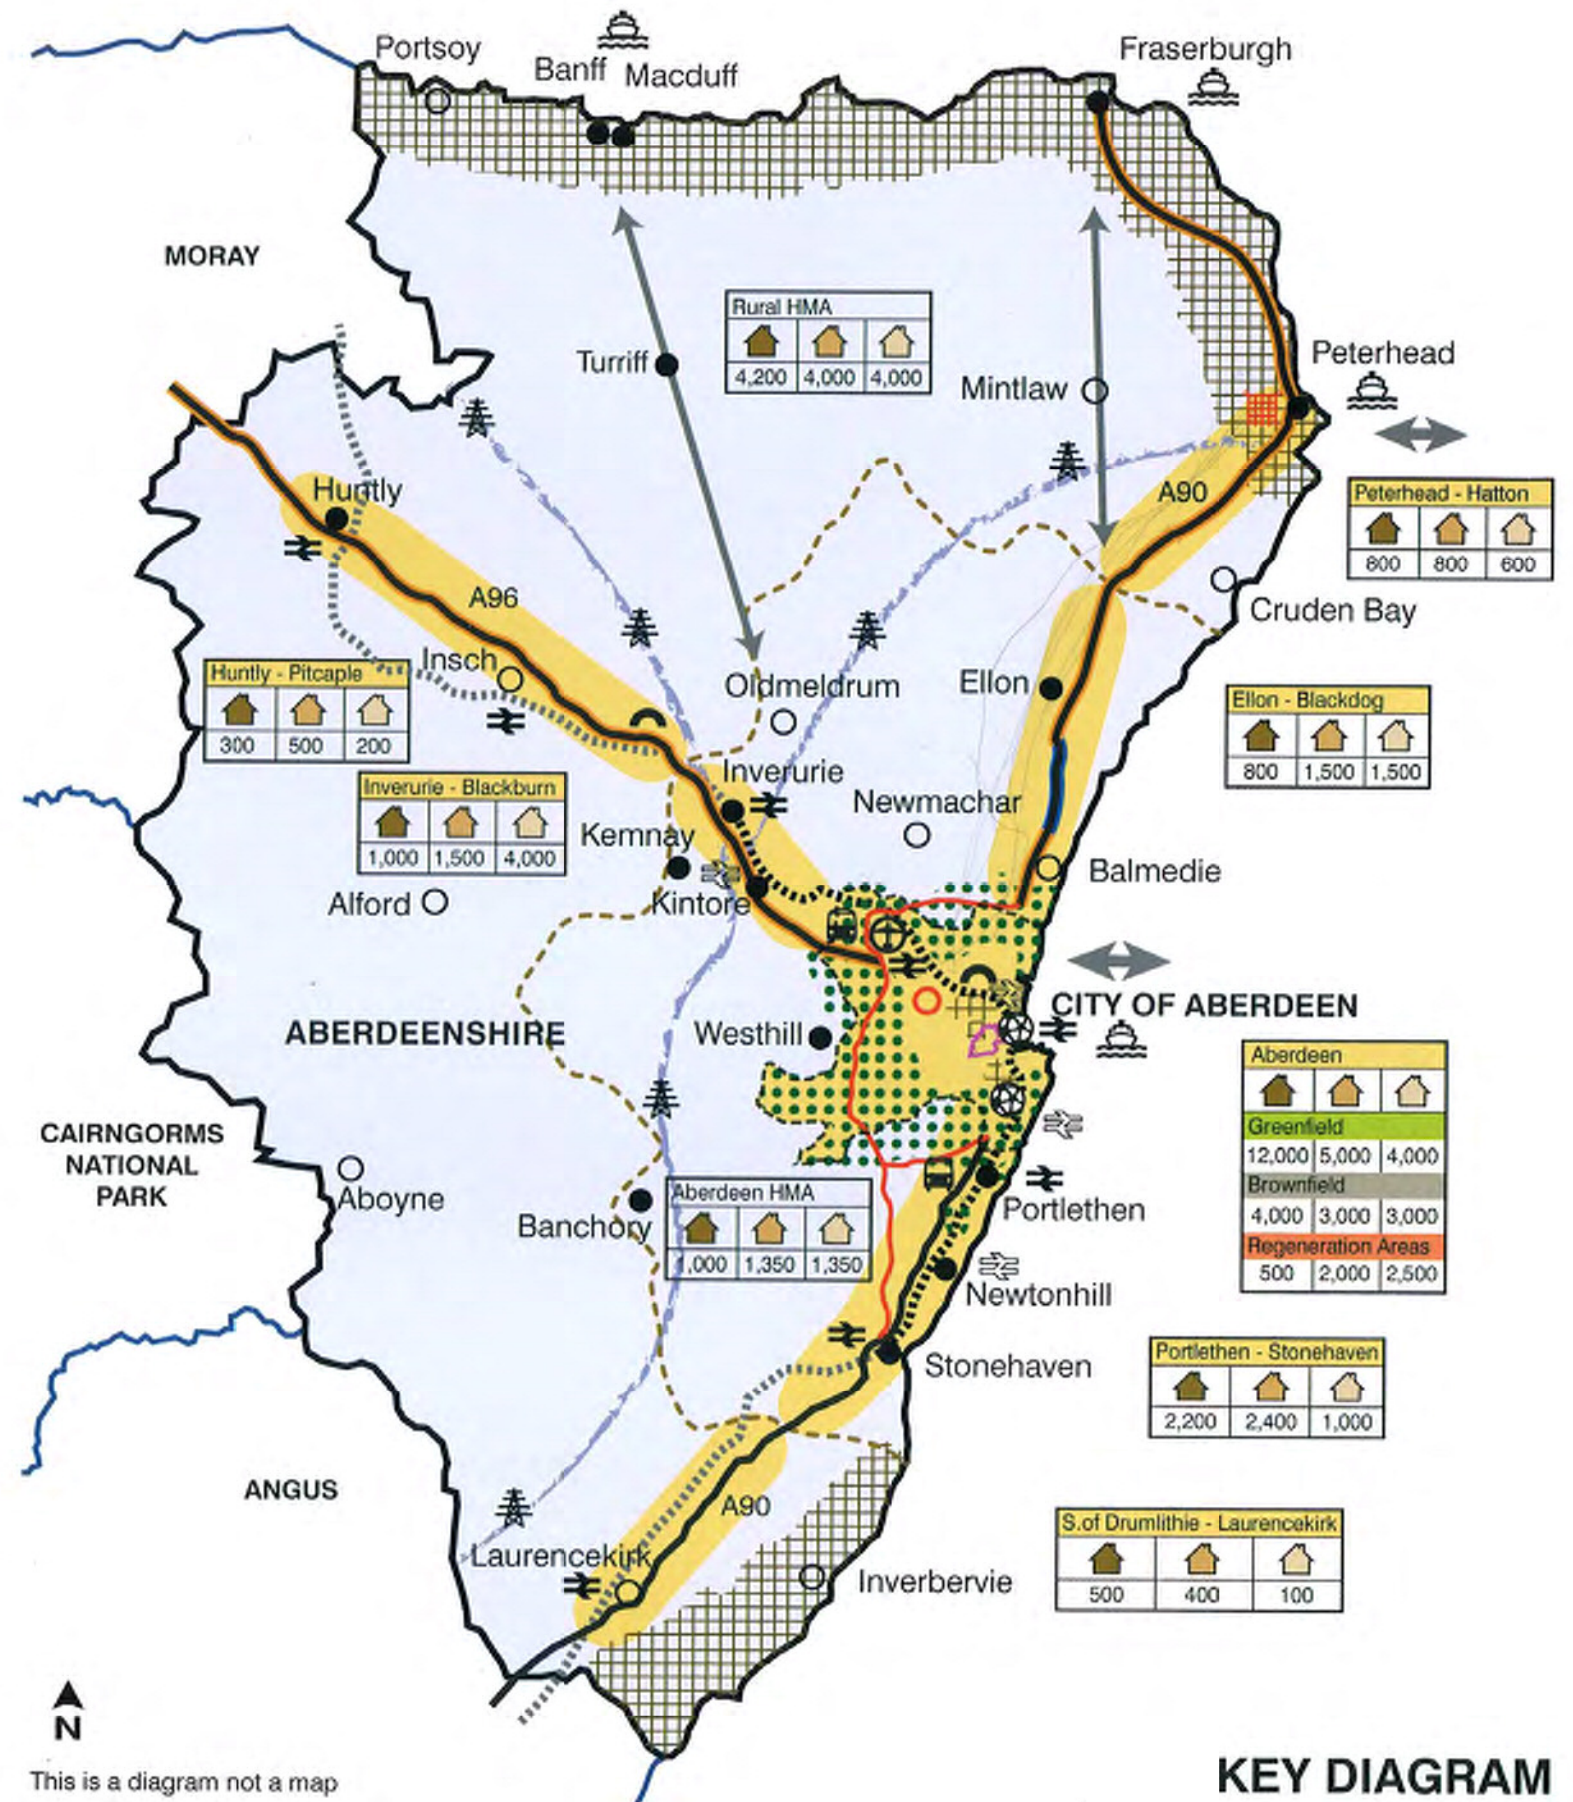 Portsoy
Banff Macduff
Fraserburgh
MORAY
Rural HMA
4,200 4,000 4,000
Turriff
Mintlaw
Peterhead
A90
Peterhead - Hatton
800 800 600
Huntly
A96
Cruden Bay
Insch
Huntly - Pitcaple
300 500 200
Oldmeldrum
Ellon
Ellon - Blackdog
800 1,500 1,500
Inverurie
Inverurie - Blackburn
1,000 1,500 4,000
Newmachar
Kemnay
Balmedie
Alford
Kintore
CITY OF ABERDEEN
ABERDEENSHIRE
Westhill
Aberdeen
Greenfield
12,000 5,000 4,000
Brownfield
4,000 3,000 3,000
Regeneration Areas
500 2,000 2,500
CAIRNGORMS
NATIONAL
PARK
Aboyne
Banchory
Aberdeen HMA
1,000 1,350 1,350
Portlethen
Newtonhill
Stonehaven
Portlethen - Stonehaven
2,200 2,400 1,000
ANGUS
A90
S.of Drumlithie - Laurencekirk
500 400 100
Laurencekirk
Inverbervie
N
This is a diagram not a map
KEY DIAGRAM